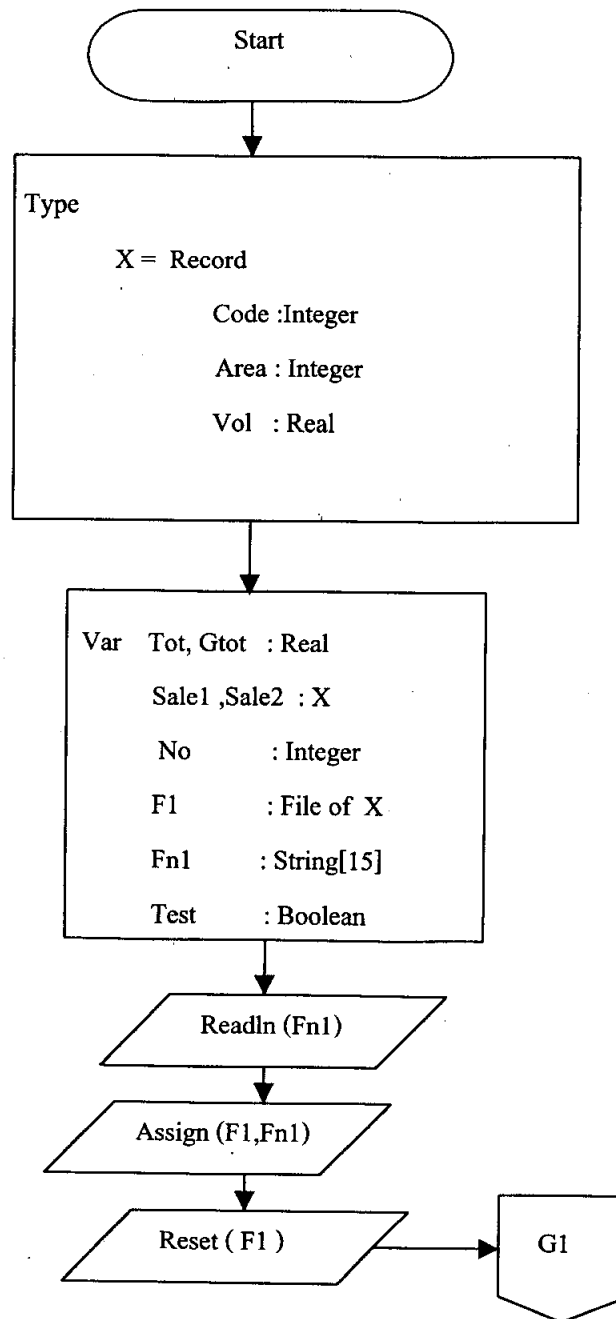 Start
Type
X = Record
Code :Integer
Area : Integer
Vol : Real
Var Tot, Gtot : Real
Sale1 ,Sale2 : X
No : Integer
F1 : File of X
Fn1 : String[15]
Test : Boolean
Readln (Fn1)
Assign (F1,Fn1)
Reset ( F1 )
G1